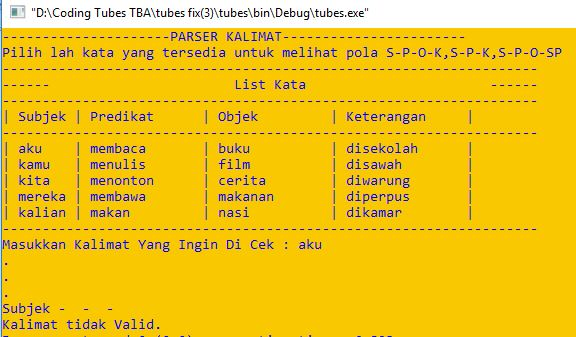 "D:\Coding Tubes TBA\tubes fix(3)\tubes\bin\Debug\tubes.exe"
---------------------PARSER KALIMAT-----------------------
Pilih lah kata yang tersedia untuk melihat pola S-P-O-K,S-P-K,S-P-O-SP
-------------------------------------------------------------------
------                       List Kata                       ------
-------------------------------------------------------------------
| Subjek | Predikat | Objek | Keterangan |
-------------------------------------------------------------------
| aku | membaca | buku | disekolah |
| kamu | menulis | film | disawah |
| kita | menonton | cerita | diwarung |
| mereka | membawa | makanan | diperpus |
| kalian | makan | nasi | dikamar |
-------------------------------------------------------------------
Masukkan Kalimat Yang Ingin Di Cek : aku
.
.
.
Subjek -  -  -
Kalimat tidak Valid.